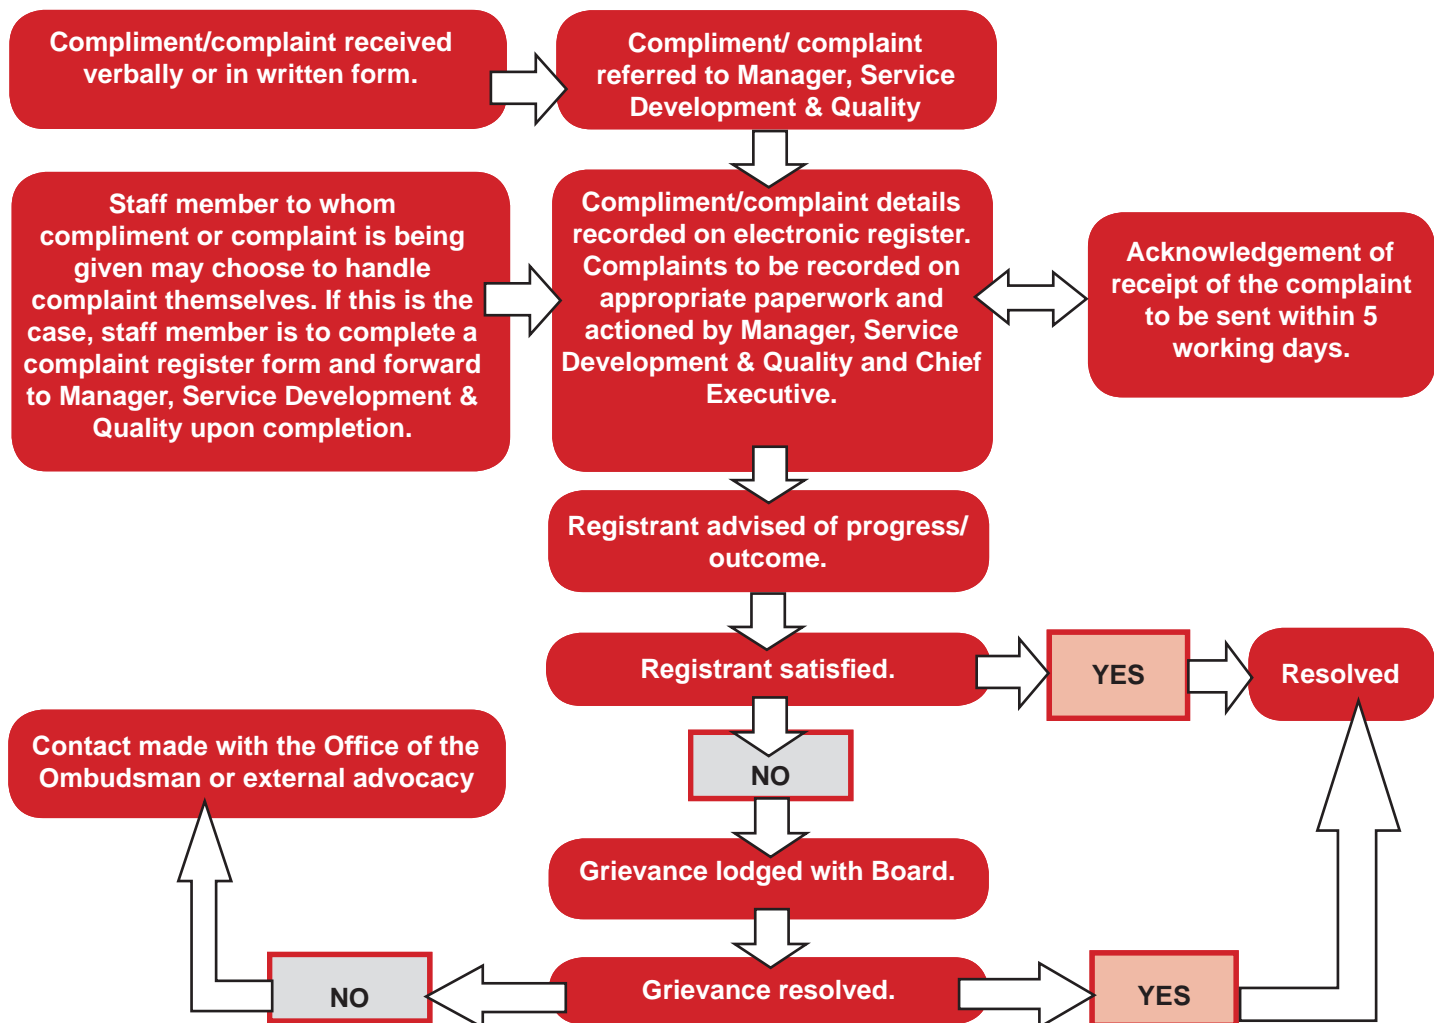 Compliment/complaint received
verbally or in written form.
Compliment/ complaint
referred to Manager, Service
Development & Quality
Staff member to whom
compliment or complaint is being
given may choose to handle
complaint themselves. If this is the
case, staff member is to complete a
complaint register form and forward
to Manager, Service Development &
Quality upon completion.
Compliment/complaint details
recorded on electronic register.
Complaints to be recorded on
appropriate paperwork and
actioned by Manager, Service
Development & Quality and Chief
Executive.
Acknowledgement of
receipt of the complaint
to be sent within 5
working days.
Registrant advised of progress/
outcome.
Registrant satisfied.
YES
Resolved
NO
Contact made with the Office of the
Ombudsman or external advocacy
Grievance lodged with Board.
Grievance resolved.
NO
YES